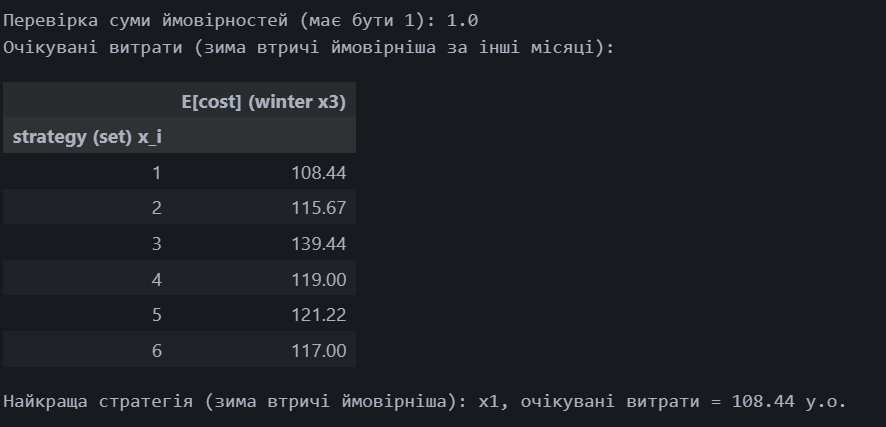 Перевірка суми ймовірностей (має бути 1): 1.0
Очікувані витрати (зима втричі ймовірніша за інші місяці):
E[cost] (winter x3)
strategy (set) x_i
1 108.44
2 115.67
3 139.44
4 119.00
5 121.22
6 117.00
Найкраща стратегія (зима втричі ймовірніша): x1, очікувані витрати = 108.44 у.о.